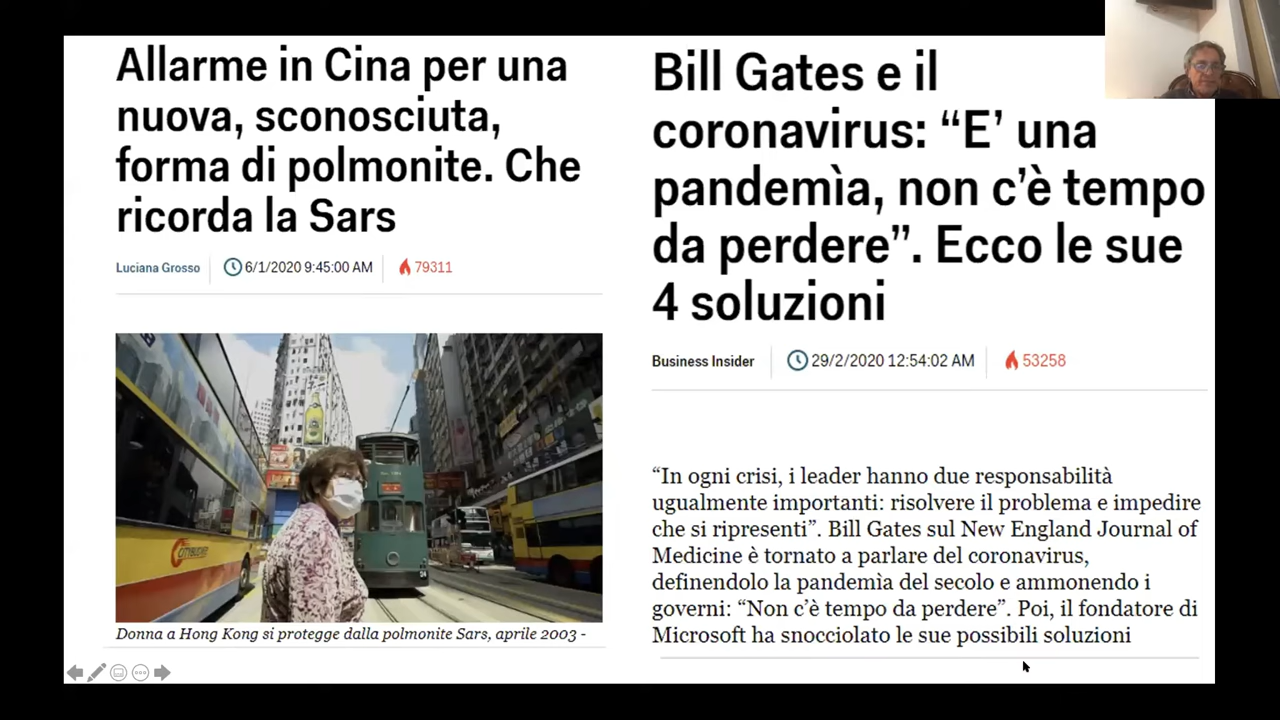 Allarme in Cina per una
nuova, sconosciuta,
forma di polmonite. Che
ricorda la Sars
Luciana Grosso
6/1/2020 9:45:00 AM
79311
CITYBUS
Donna a Hong Kong si protegge dalla polmonite Sars, aprile 2003 -
Bill Gates e il
coronavirus: “E’ una
pandemìa, non c’è tempo
da perdere”. Ecco le sue
4 soluzioni
Business Insider
29/2/2020 12:54:02 AM
53258
“In ogni crisi, i leader hanno due responsabilità
ugualmente importanti: risolvere il problema e impedire
che si ripresenti”. Bill Gates sul New England Journal of
Medicine è tornato a parlare del coronavirus,
definendolo la pandemìa del secolo e ammonendo i
governi: “Non c’è tempo da perdere”. Poi, il fondatore di
Microsoft ha snocciolato le sue possibili soluzioni